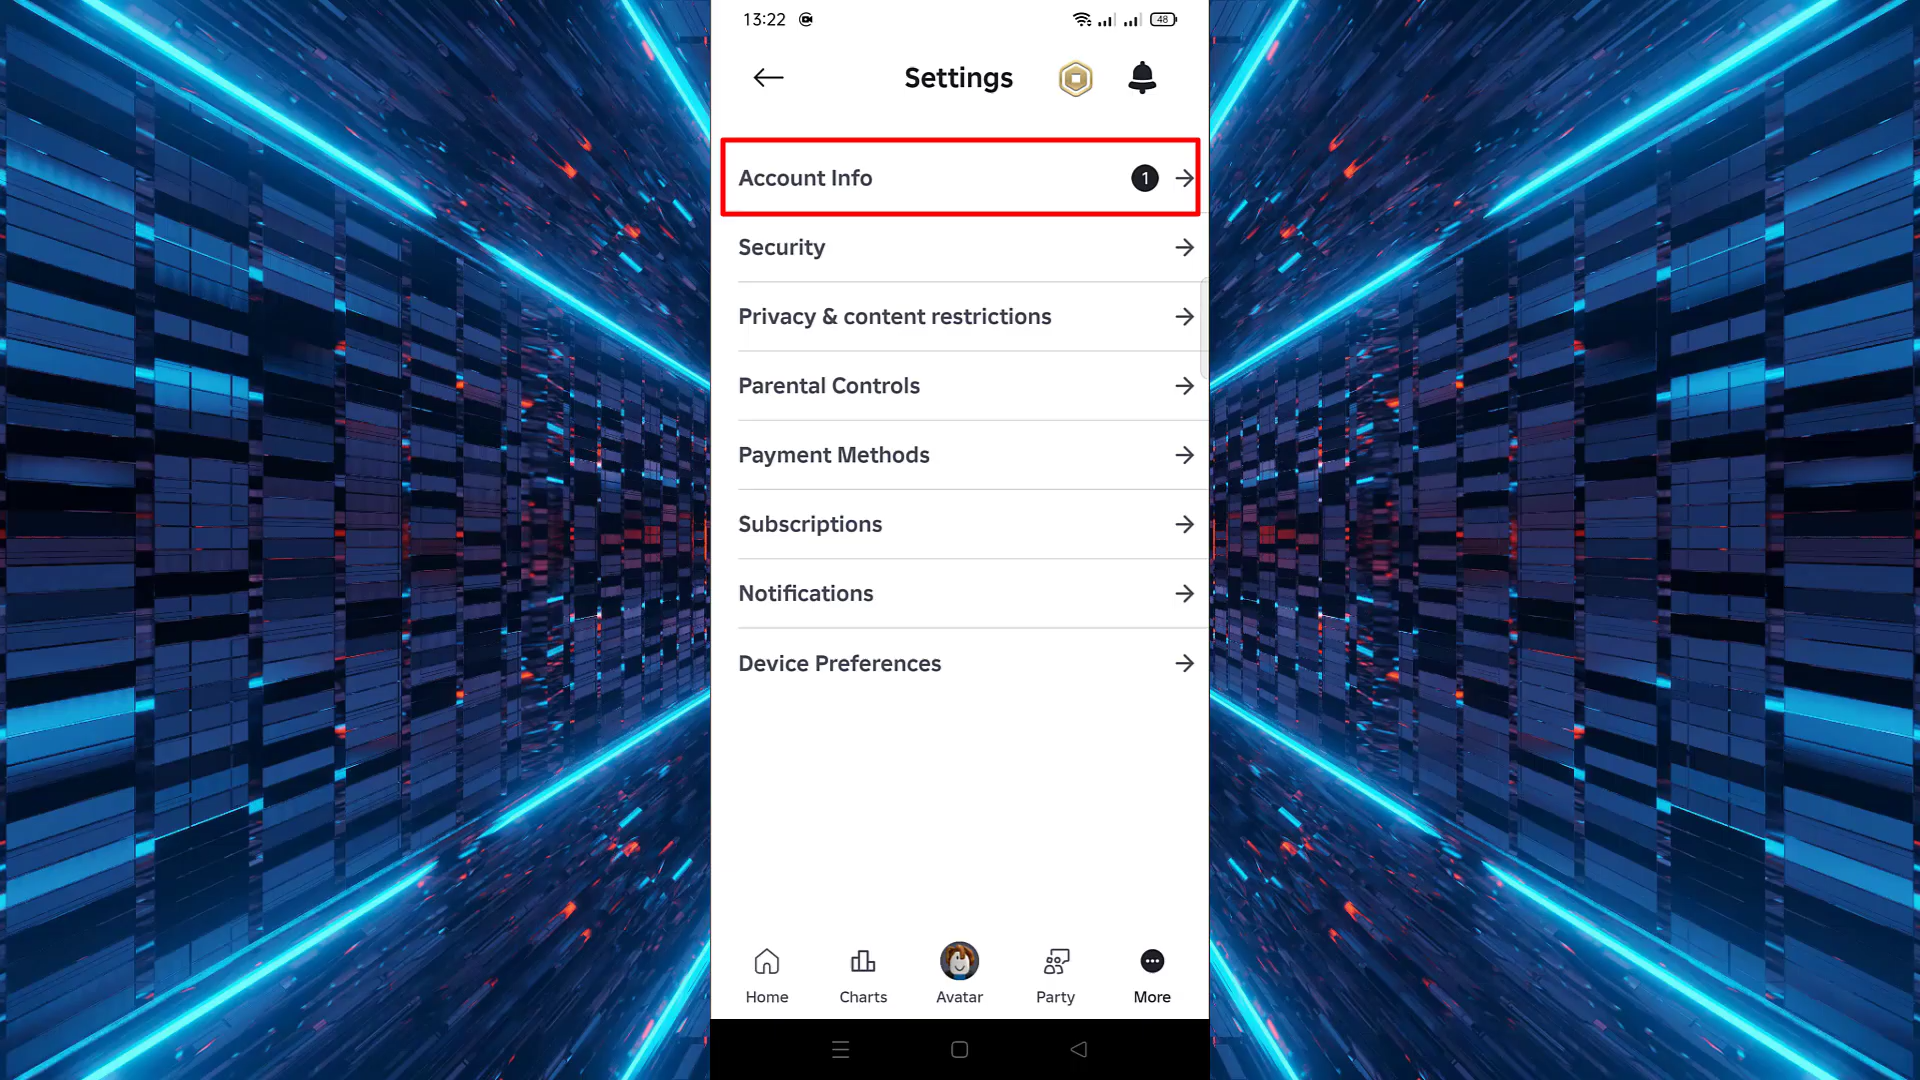 13:22
48
Settings
Account Info
1
Security
Privacy & content restrictions
Parental Controls
Payment Methods
Subscriptions
Notifications
Device Preferences
Home
Charts
Avatar
Party
More